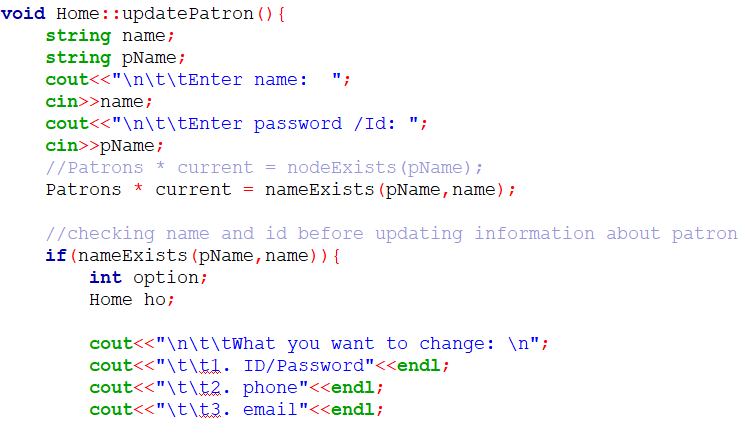 void Home::updatePatron(){
    string name;
    string pName;
    cout<<"\n\t\tEnter name:  ";
    cin>>name;
    cout<<"\n\t\tEnter password /Id: ";
    cin>>pName;
    //Patrons * current = nodeExists(pName);
    Patrons * current = nameExists(pName,name);

    //checking name and id before updating information about patron
    if(nameExists(pName,name)){
        int option;
        Home ho;

        cout<<"\n\t\tWhat you want to change: \n";
        cout<<"\t\t1. ID/Password"<<endl;
        cout<<"\t\t2. phone"<<endl;
        cout<<"\t\t3. email"<<endl;